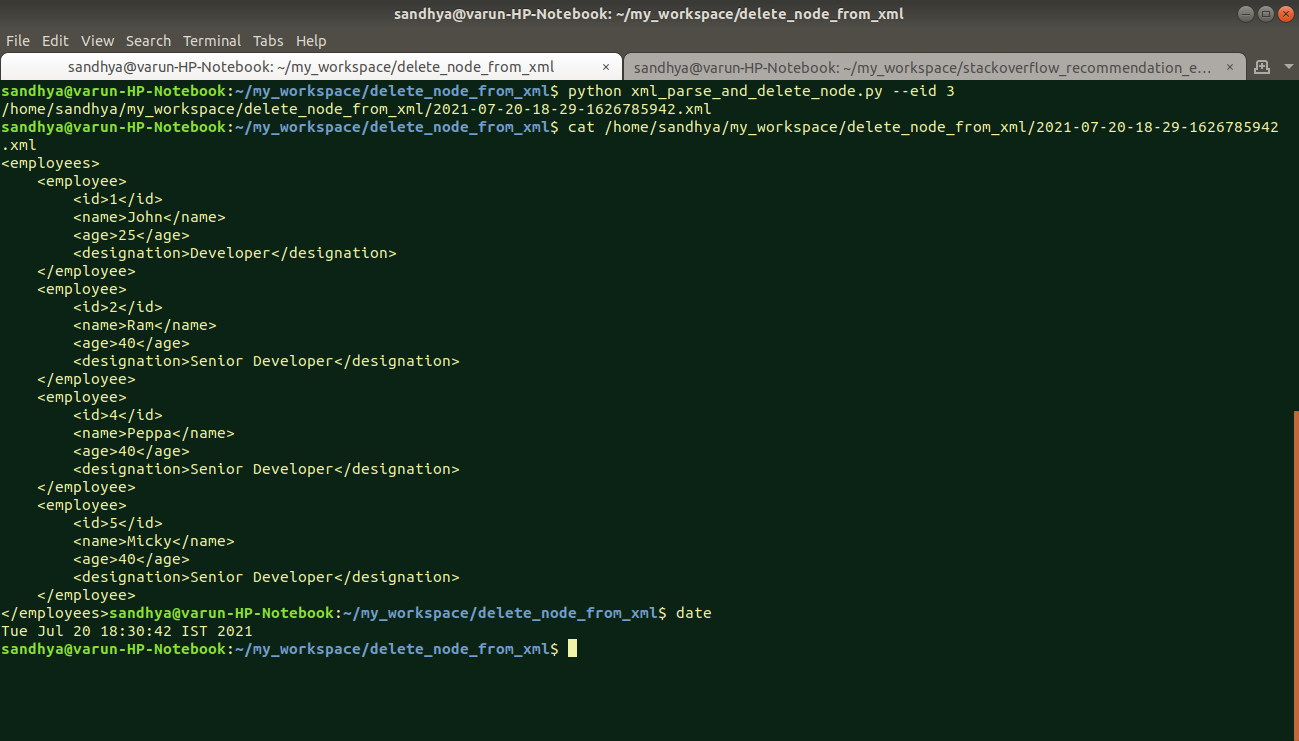 sandhya@varun-HP-Notebook: ~/my_workspace/delete_node_from_xml
File Edit View Search Terminal Tabs Help
sandhya@varun-HP-Notebook: ~/my_workspace/delete_node_from_xml × sandhya@varun-HP-Notebook: ~/my_workspace/stackoverflow_recommendation_e... ×
sandhya@varun-HP-Notebook:~/my_workspace/delete_node_from_xml$ python xml_parse_and_delete_node.py --eid 3
/home/sandhya/my_workspace/delete_node_from_xml/2021-07-20-18-29-1626785942.xml
sandhya@varun-HP-Notebook:~/my_workspace/delete_node_from_xml$ cat /home/sandhya/my_workspace/delete_node_from_xml/2021-07-20-18-29-1626785942
.xml
<employees>
    <employee>
        <id>1</id>
        <name>John</name>
        <age>25</age>
        <designation>Developer</designation>
    </employee>
    <employee>
        <id>2</id>
        <name>Ram</name>
        <age>40</age>
        <designation>Senior Developer</designation>
    </employee>
    <employee>
        <id>4</id>
        <name>Peppa</name>
        <age>40</age>
        <designation>Senior Developer</designation>
    </employee>
    <employee>
        <id>5</id>
        <name>Micky</name>
        <age>40</age>
        <designation>Senior Developer</designation>
    </employee>
</employees>sandhya@varun-HP-Notebook:~/my_workspace/delete_node_from_xml$ date
Tue Jul 20 18:30:42 IST 2021
sandhya@varun-HP-Notebook:~/my_workspace/delete_node_from_xml$